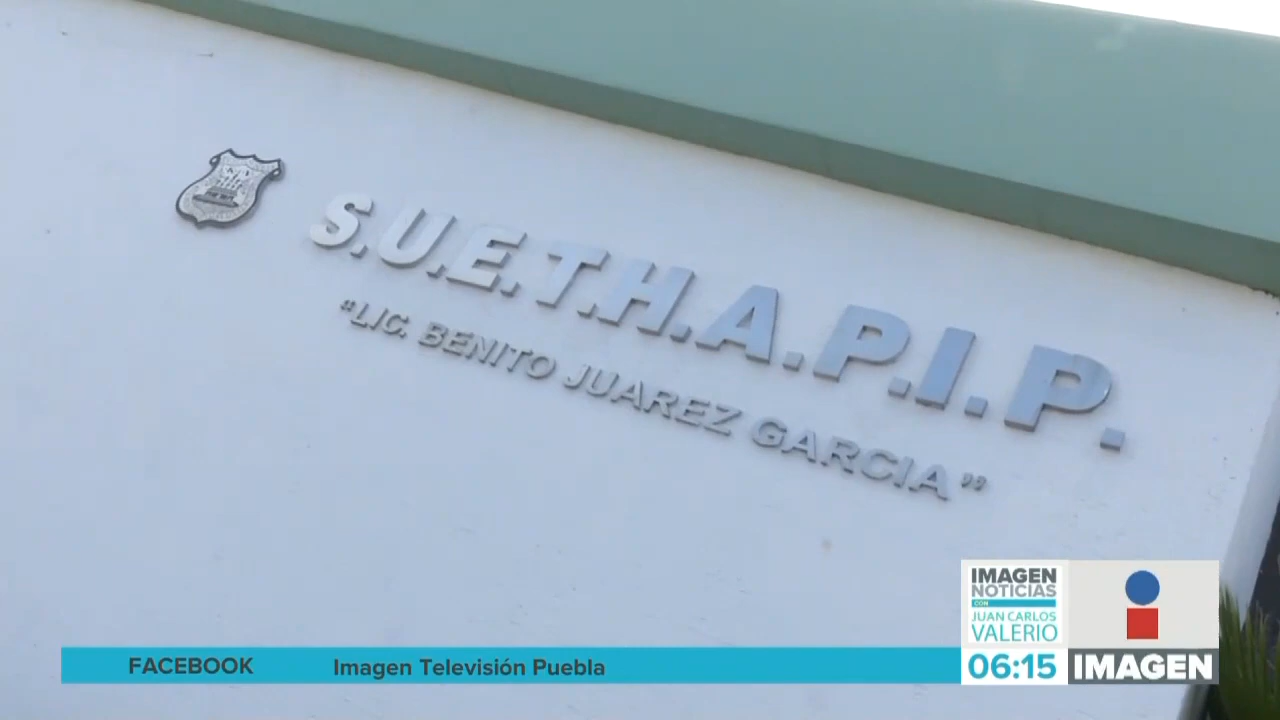 S.U.E.T.H.A.P.I.P.
“LIC. BENITO JUAREZ GARCIA”
IMAGEN
NOTICIAS
CON
JUAN CARLOS
VALERIO
06:15
IMAGEN
FACEBOOK Imagen Televisión Puebla